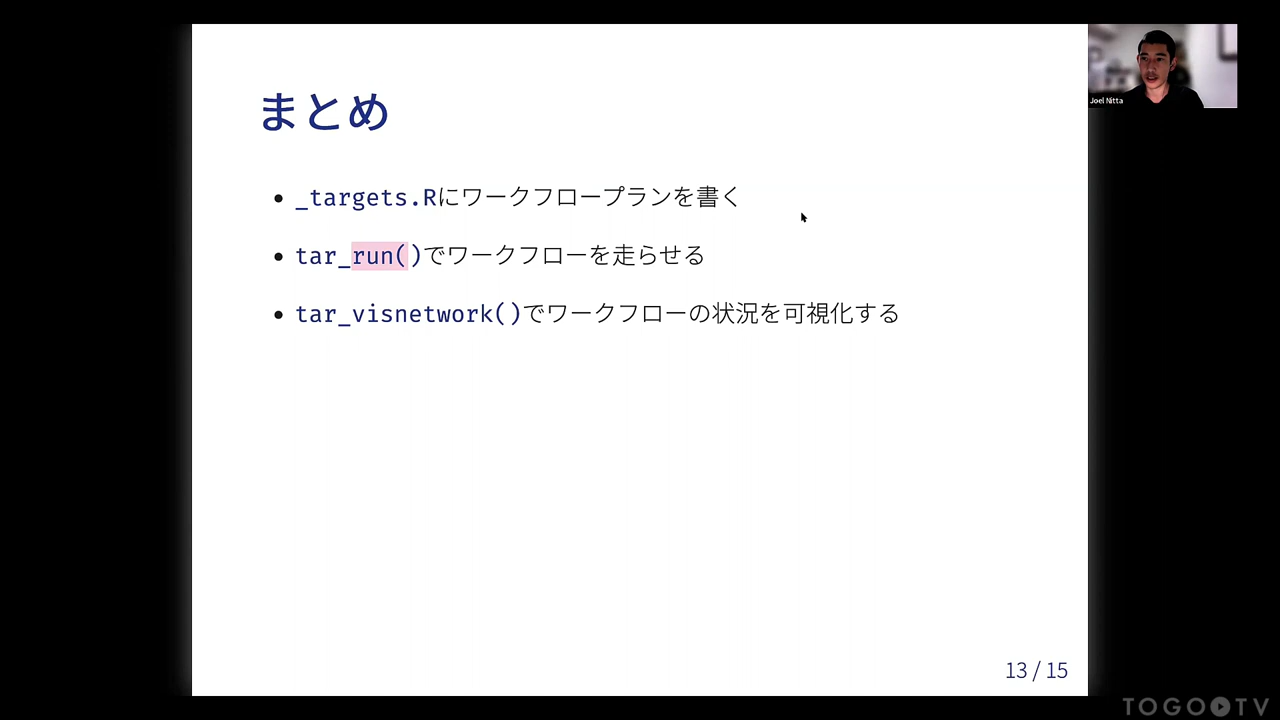 まとめ
_targets.Rにワークフロープランを書く
tar_run()でワークフローを走らせる
tar_visnetwork()でワークフローの状況を可視化する
13 / 15
Joel Nitta
TOGO TV